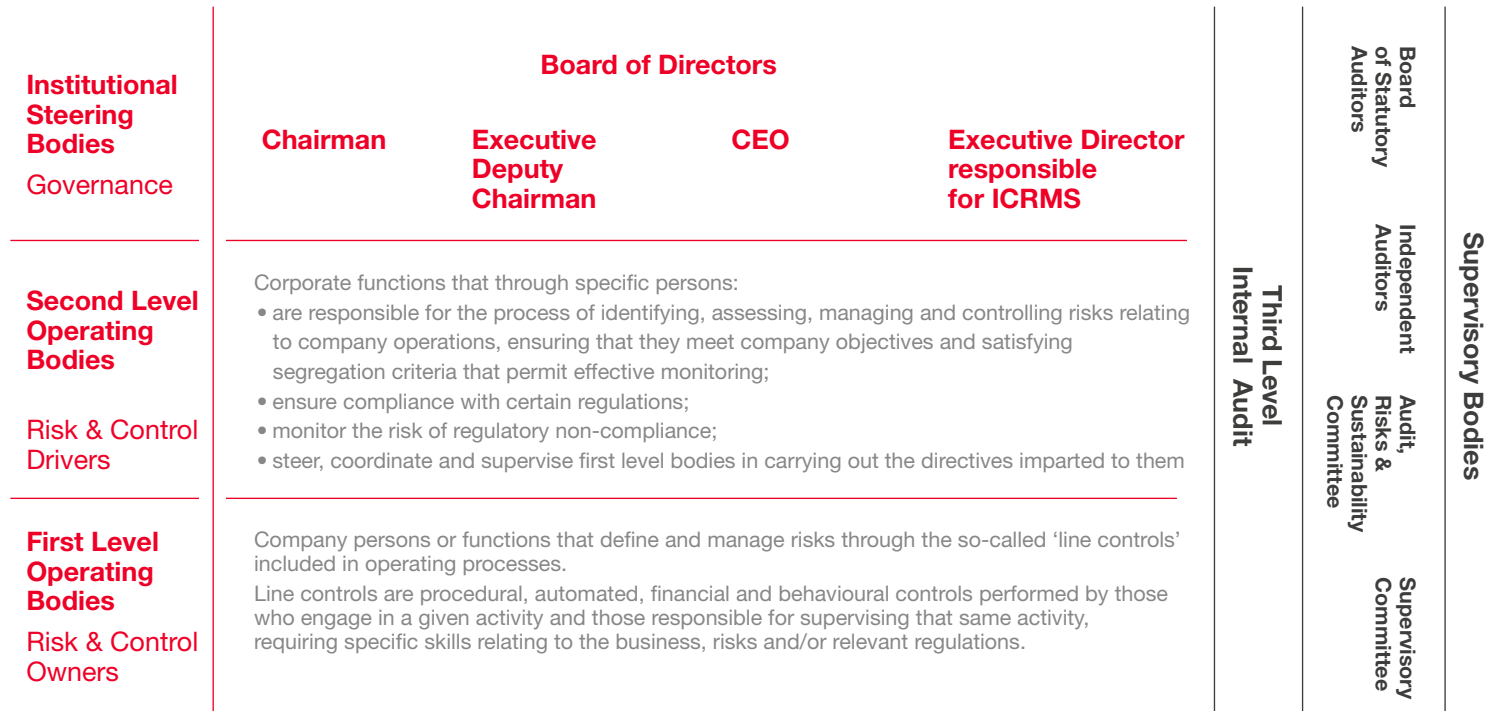 Institutional
Steering
Bodies
Governance
Board of Directors
Chairman
Executive
Deputy
Chairman
CEO
Executive Director
responsible
for ICRMS
Second Level
Operating
Bodies
Risk & Control
Drivers
Corporate functions that through specific persons:
• are responsible for the process of identifying, assessing, managing and controlling risks relating
to company operations, ensuring that they meet company objectives and satisfying
segregation criteria that permit effective monitoring;
• ensure compliance with certain regulations;
• monitor the risk of regulatory non-compliance;
• steer, coordinate and supervise first level bodies in carrying out the directives imparted to them
First Level
Operating
Bodies
Risk & Control
Owners
Company persons or functions that define and manage risks through the so-called ‘line controls’
included in operating processes.
Line controls are procedural, automated, financial and behavioural controls performed by those
who engage in a given activity and those responsible for supervising that same activity,
requiring specific skills relating to the business, risks and/or relevant regulations.
Third Level
Internal Audit
Board
of Statutory
Auditors
Independent
Auditors
Audit,
Risks &
Sustainability
Committee
Supervisory
Committee
Supervisory Bodies